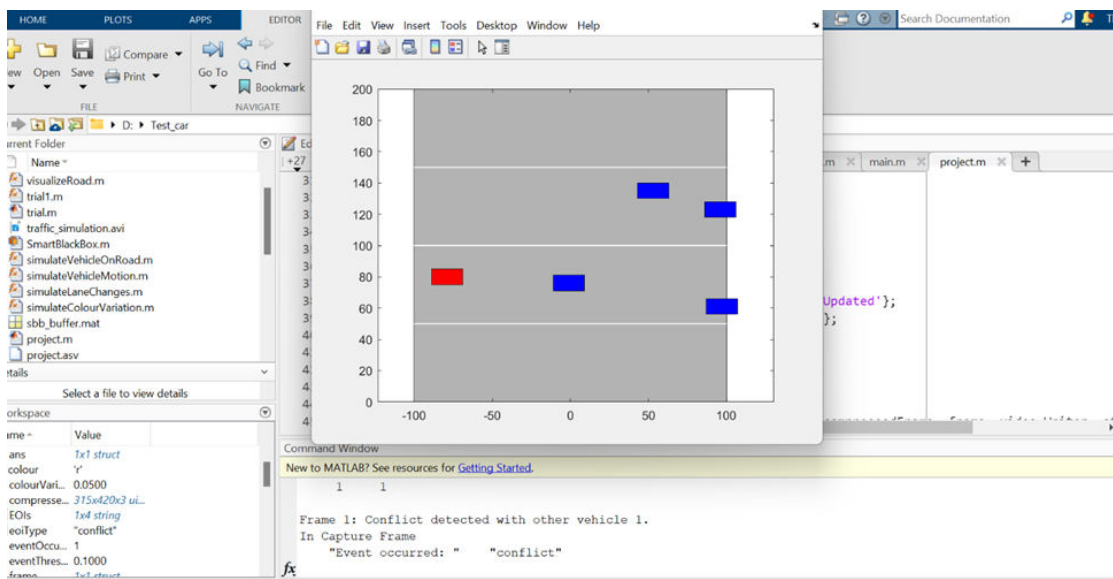 HOME PLOTS APPS EDITOR
File Edit View Insert Tools Desktop Window Help
Search Documentation
Compare
Print
Open Save
Go To
Find
Bookmark
FILE
NAVIGATE
D: Test_car
Current Folder
Name
visualizeRoad.m
trial1.m
trial.m
traffic_simulation.avi
SmartBlackBox.m
simulateVehicleOnRoad.m
simulateVehicleMotion.m
simulateLaneChanges.m
simulateColourVariation.m
sbb_buffer.mat
project.m
project.asv
Select a file to view details
Value
ans 1x1 struct
colour 'r'
colourVari... 0.0500
compresse... 315x420x3 ui...
EOIs 1x4 string
eoiType "conflict"
eventOccu... 1
eventThres... 0.1000
frame 1x1 struct
200
180
160
140
120
100
80
60
40
20
0
-100 -50 0 50 100
+27
main.m
project.m
Updated'};
};
Command Window
New to MATLAB? See resources for Getting Started.
1 1
Frame 1: Conflict detected with other vehicle 1.
In Capture Frame
"Event occurred: " "conflict"
fx